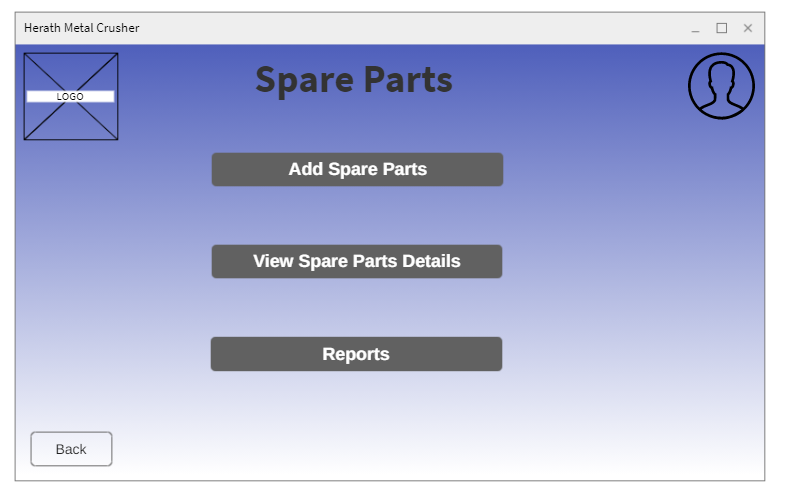 Herath Metal Crusher
LOGO
Spare Parts
Add Spare Parts
View Spare Parts Details
Reports
Back